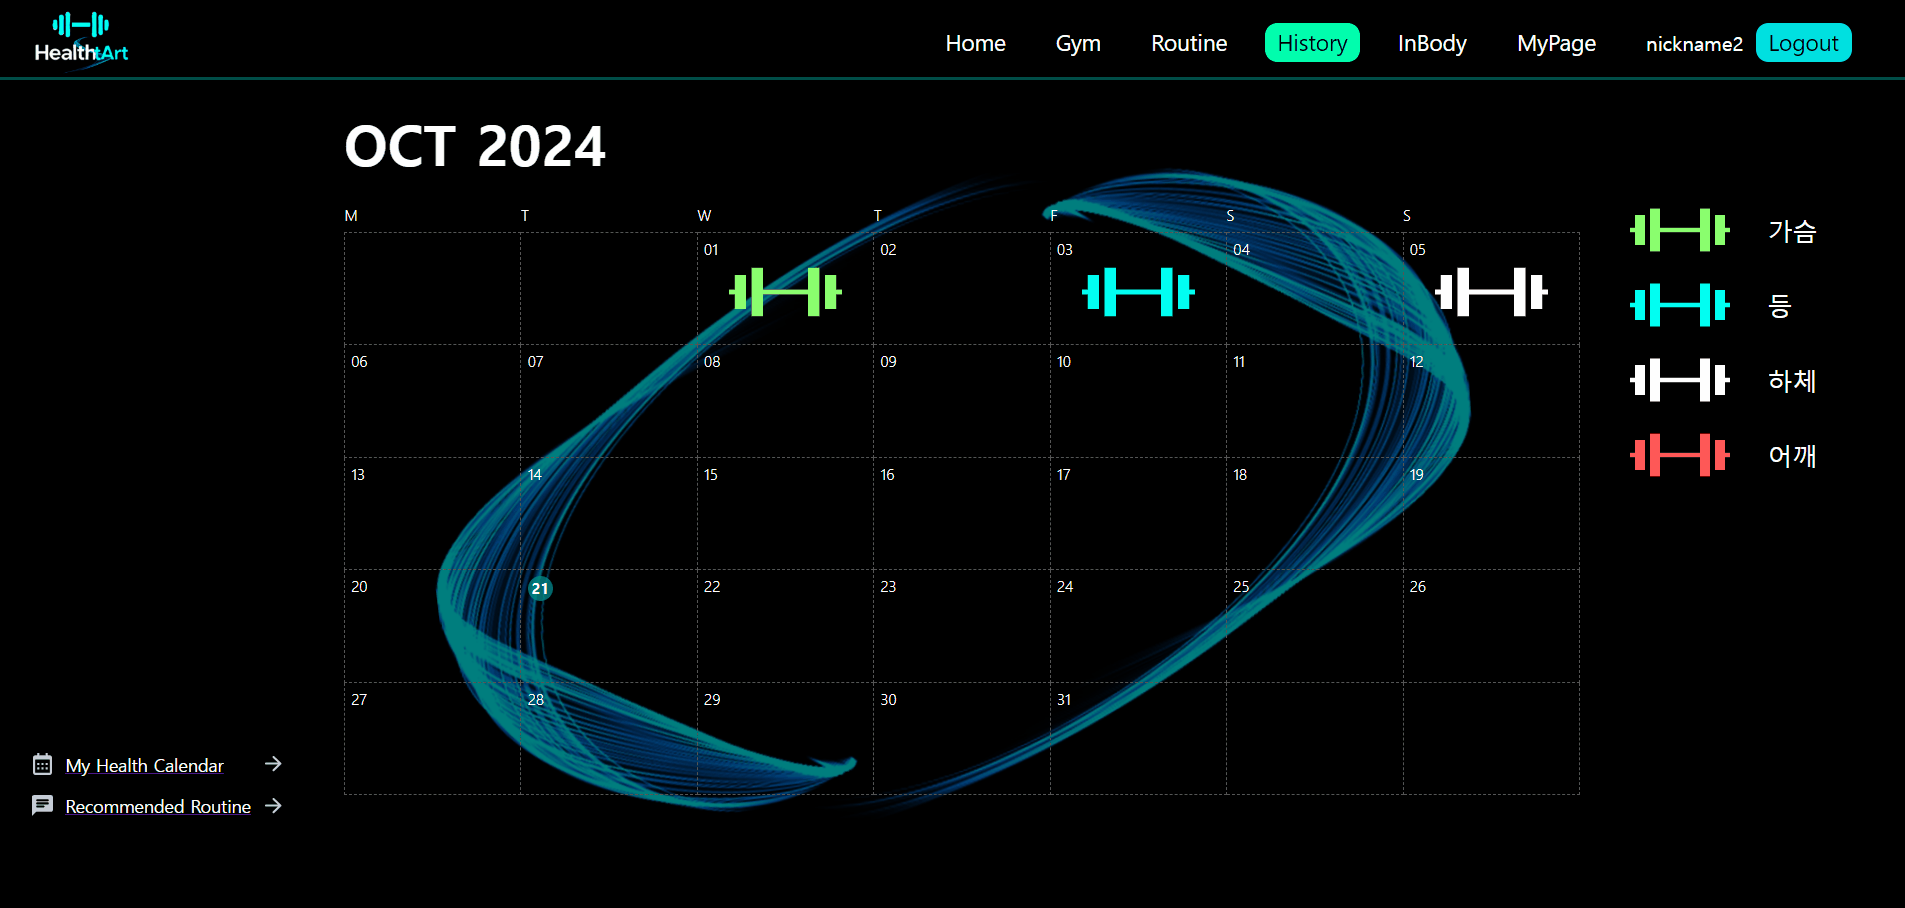 HealthtArt
Home Gym Routine History InBody MyPage nickname2 Logout
OCT 2024
M T W T F S S
01 02 03 04 05
06 07 08 09 10 11 12
13 14 15 16 17 18 19
20 21 22 23 24 25 26
27 28 29 30 31
가슴
등
하체
어깨
My Health Calendar
Recommended Routine